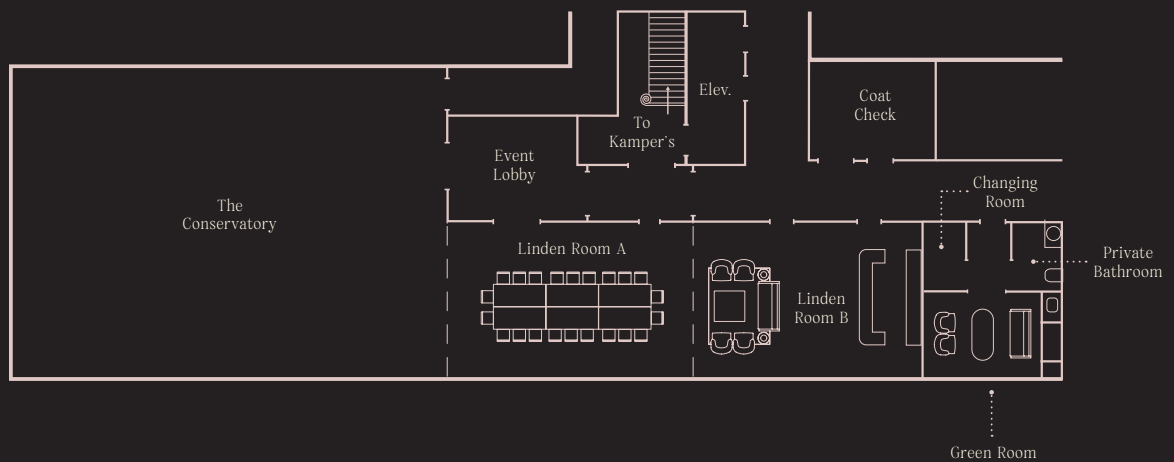 Elev.
Coat
Check
To
Kamper's
Event
Lobby
Changing
Room
The
Conservatory
Linden Room A
Private
Bathroom
Linden
Room B
Green Room